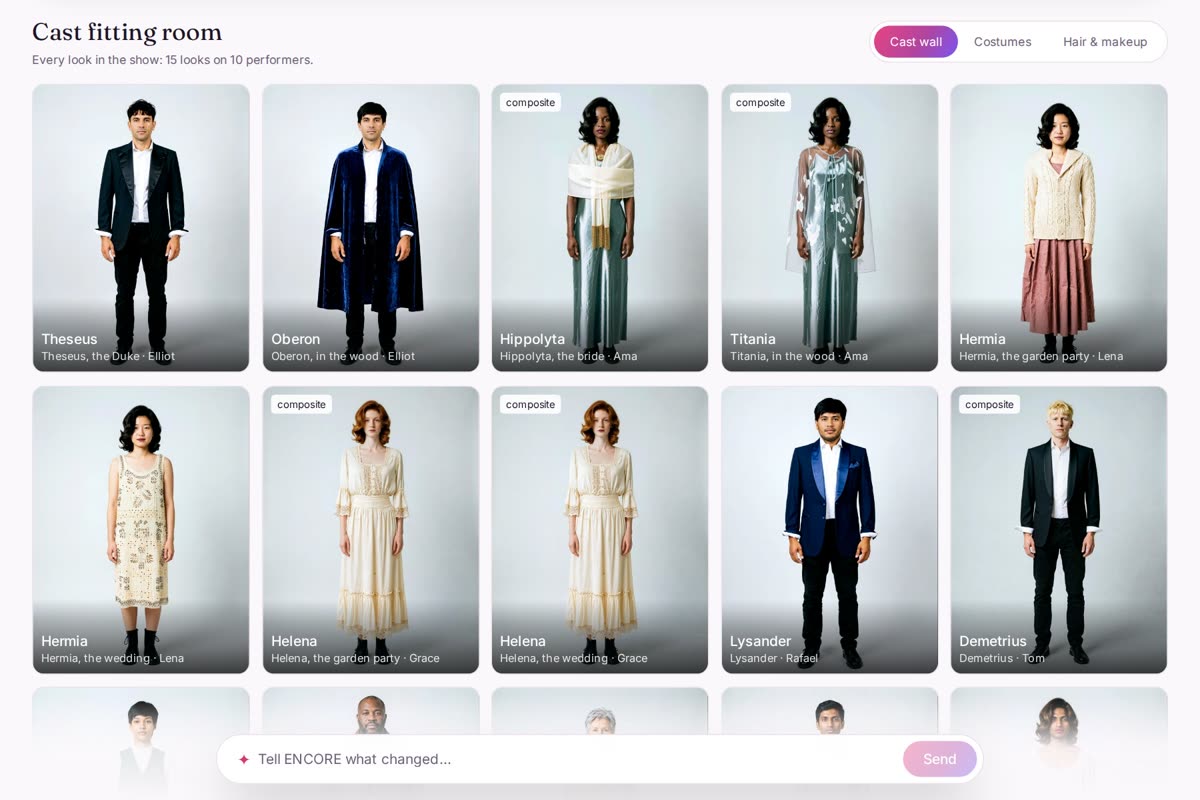 Cast fitting room
Every look in the show: 15 looks on 10 performers.
Cast wall
Costumes
Hair & makeup
Theseus
Theseus, the Duke · Elliot
Oberon
Oberon, in the wood · Elliot
composite
Hippolyta
Hippolyta, the bride · Ama
composite
Titania
Titania, in the wood · Ama
Hermia
Hermia, the garden party · Lena
Hermia
Hermia, the wedding · Lena
composite
Helena
Helena, the garden party · Grace
composite
Helena
Helena, the wedding · Grace
Lysander
Lysander · Rafael
composite
Demetrius
Demetrius · Tom
Tell ENCORE what changed...
Send